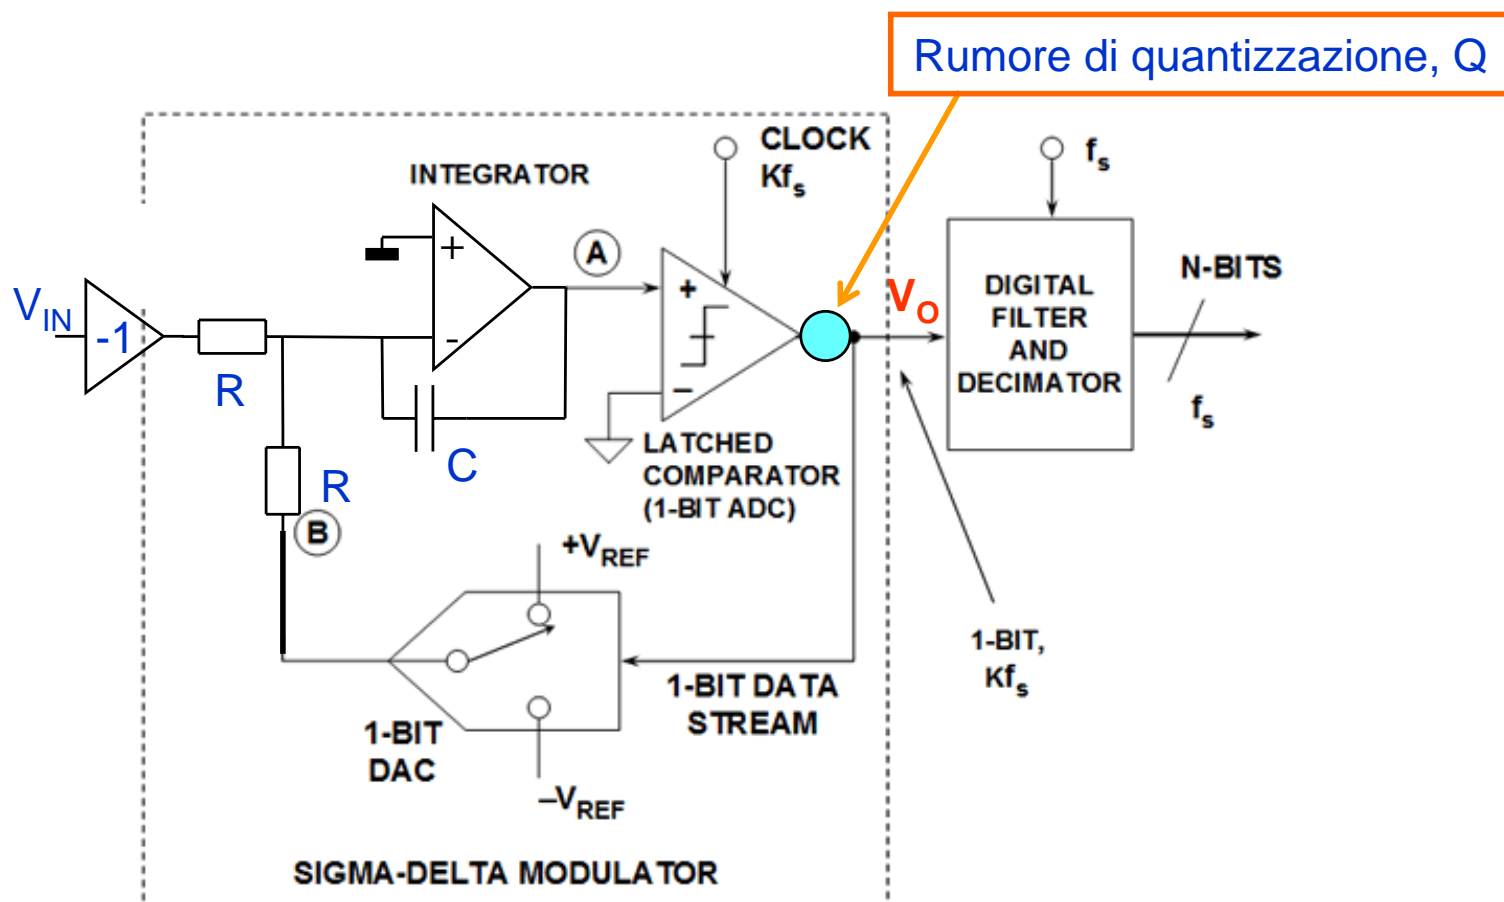 Rumore di quantizzazione, Q
CLOCK
Kfs
fs
INTEGRATOR
A
N-BITS
VIN
-1
+
-
+
−
VO
DIGITAL
FILTER
AND
DECIMATOR
R
fs
C
LATCHED
COMPARATOR
(1-BIT ADC)
R
B
+VREF
1-BIT,
Kfs
1-BIT DATA
STREAM
1-BIT
DAC
–VREF
SIGMA-DELTA MODULATOR